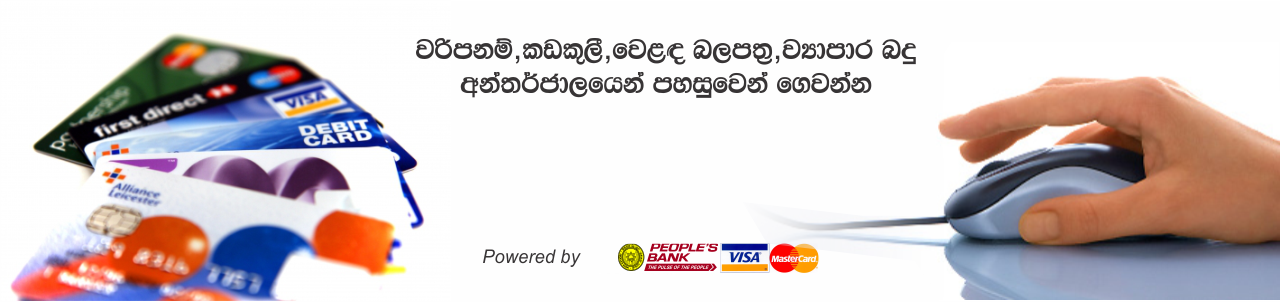 වරිපනම්,කඩකුලී,වෙළඳ බලපත්‍ර,ව්‍යාපාර බදු
අන්තර්ජාලයෙන් පහසුවෙන් ගෙවන්න
first direct
VISA
DEBIT
CARD
Alliance
Leicester
Powered by
PEOPLE'S
BANK
THE PULSE OF THE PEOPLE
VISA
MasterCard